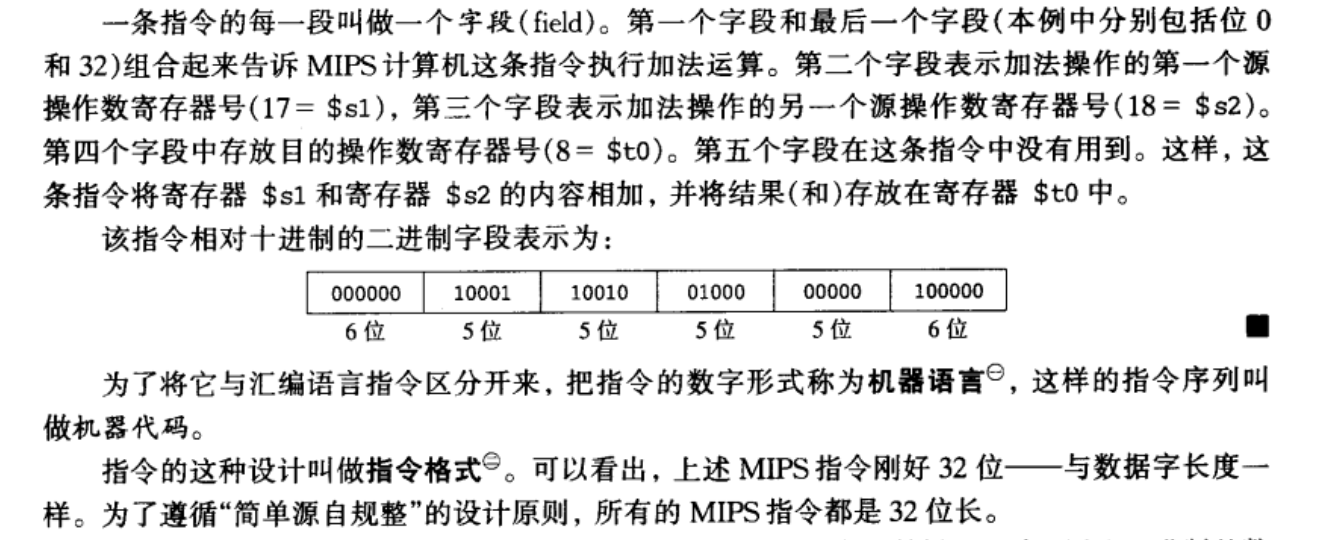 一条指令的每一段叫做一个字段(field)。第一个字段和最后一个字段(本例中分别包括位 0
和 32)组合起来告诉 MIPS 计算机这条指令执行加法运算。第二个字段表示加法操作的第一个源
操作数寄存器号(17= $s1)，第三个字段表示加法操作的另一个源操作数寄存器号(18= $s2)。
第四个字段中存放目的操作数寄存器号(8= $t0)。第五个字段在这条指令中没有用到。这样，这
条指令将寄存器 $s1 和寄存器 $s2 的内容相加，并将结果(和)存放在寄存器 $t0 中。
该指令相对十进制的二进制字段表示为：
000000 10001 10010 01000 00000 100000
6 位 5 位 5 位 5 位 5 位 6 位
为了将它与汇编语言指令区分开来，把指令的数字形式称为机器语言㊀，这样的指令序列叫
做机器代码。
指令的这种设计叫做指令格式㊁。可以看出，上述 MIPS 指令刚好 32 位——与数据字长度一
样。为了遵循“简单源自规整”的设计原则，所有的 MIPS 指令都是 32 位长。